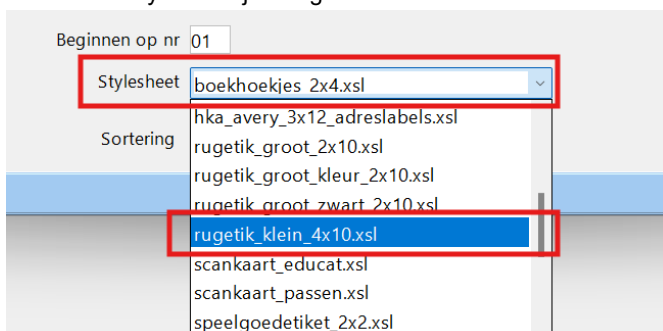 Beginnen op nr 01
Stylesheet boekhoekjes_2x4.xsl
hka_avery_3x12_adreslabels.xsl
Sortering
rugetik_groot_2x10.xsl
rugetik_groot_kleur_2x10.xsl
rugetik_groot_zwart_2x10.xsl
rugetik_klein_4x10.xsl
scankaart_educat.xsl
scankaart_passen.xsl
speelgoedetiket_2x2.xsl